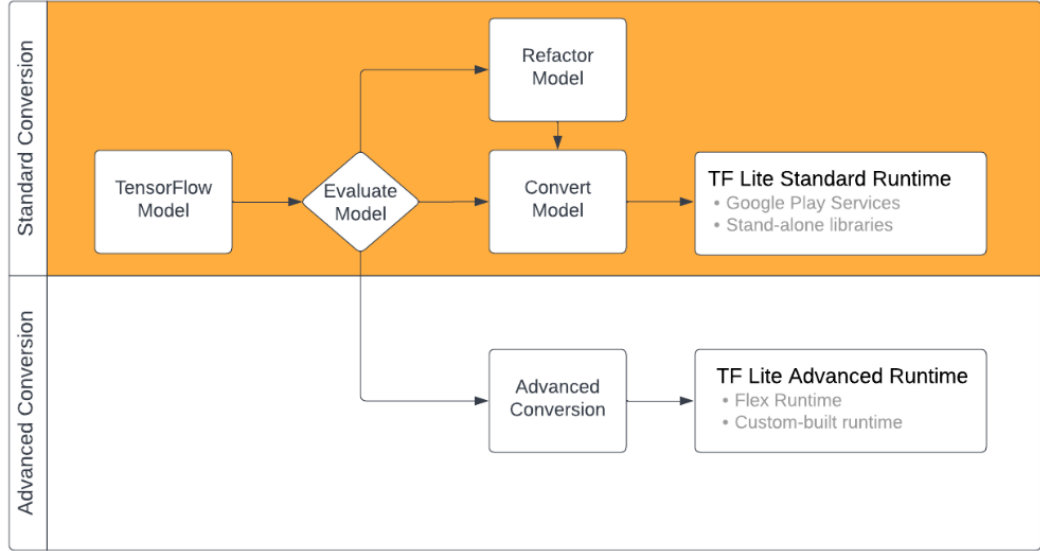 Standard Conversion
Refactor
Model
TensorFlow
Model
Evaluate
Model
Convert
Model
TF Lite Standard Runtime
• Google Play Services
• Stand-alone libraries
Advanced Conversion
Advanced
Conversion
TF Lite Advanced Runtime
• Flex Runtime
• Custom-built runtime